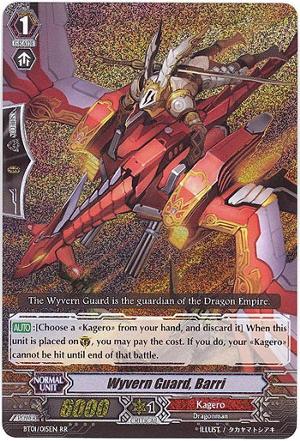 1
GRADE
The Wyvern Guard is the guardian of the Dragon Empire.
AUTO:[Choose a «Kagero» from your hand, and discard it] When this
unit is placed on , you may pay the cost. If you do, your «Kagero»
cannot be hit until end of that battle.
NORMAL
UNIT
Wyvern Guard, Barri
6000
1
CRITICAL
Kagero
Dragonman
BT01/015EN RR
ILLUST / タカヤマトシアキ